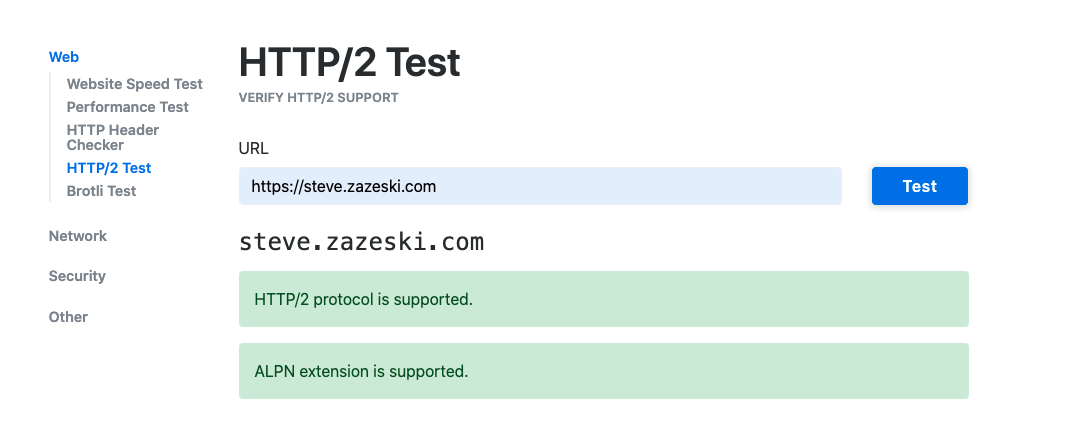 Web
Website Speed Test
Performance Test
HTTP Header
Checker
HTTP/2 Test
Brotli Test
Network
Security
Other
HTTP/2 Test
VERIFY HTTP/2 SUPPORT
URL
https://steve.zazeski.com
Test
steve.zazeski.com
HTTP/2 protocol is supported.
ALPN extension is supported.